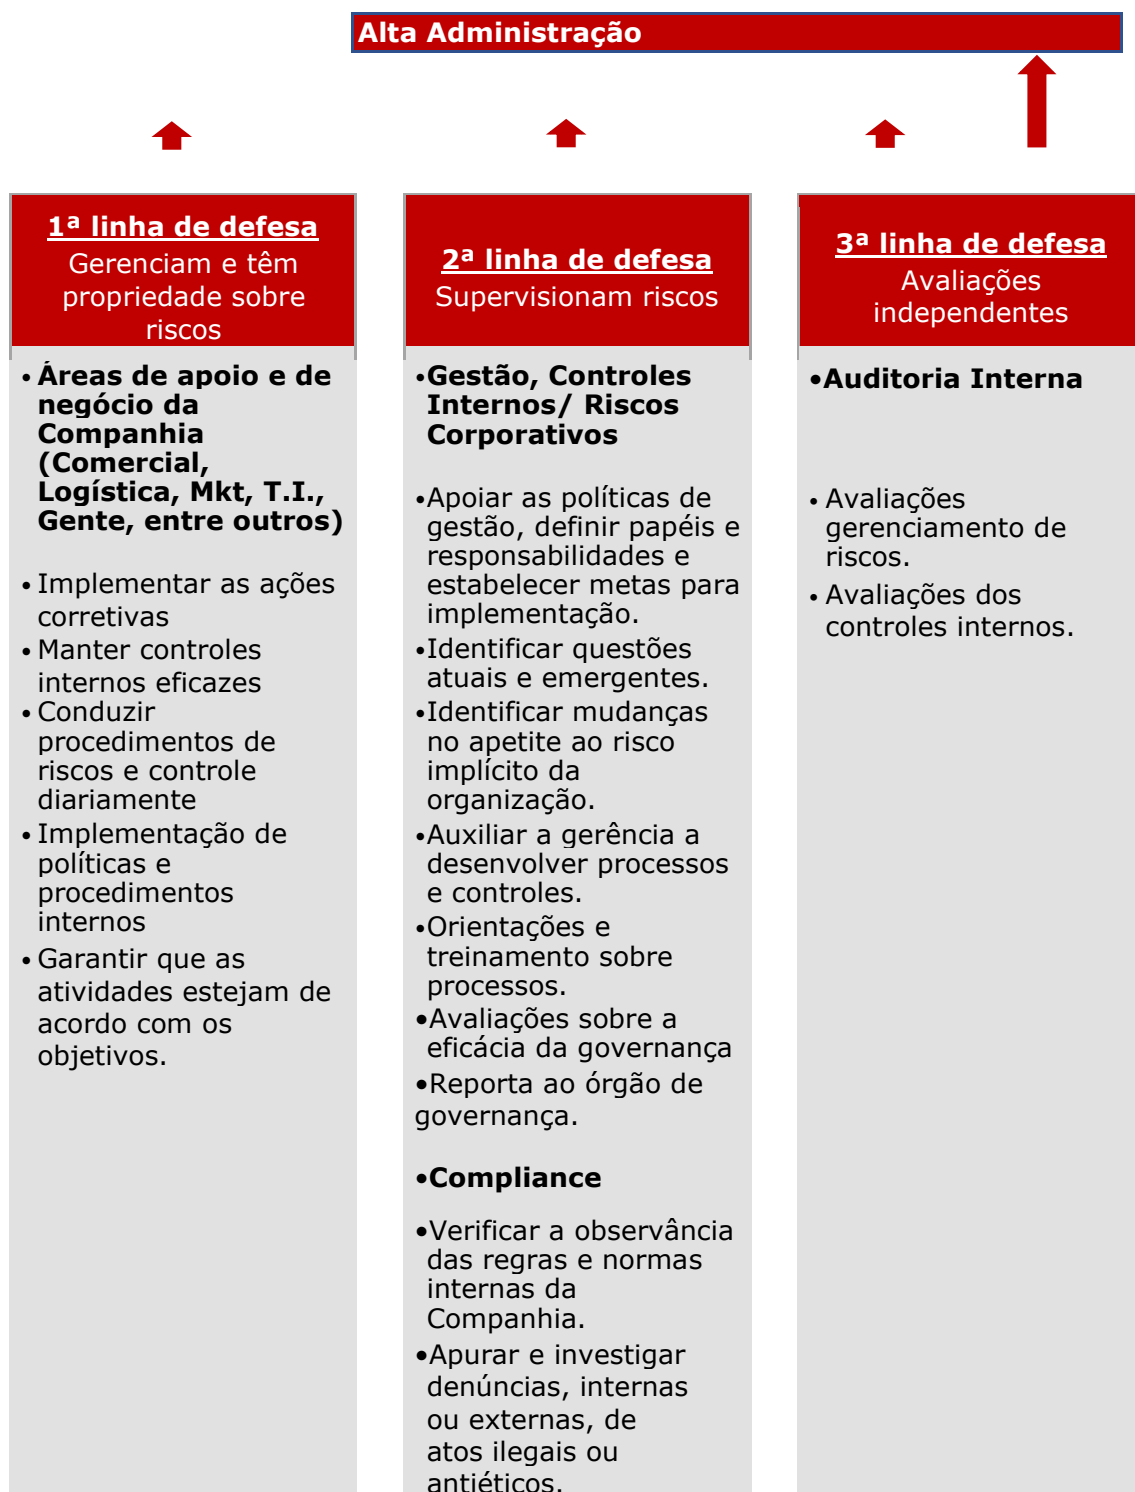 Alta Administração
1ª linha de defesa
Gerenciam e têm
propriedade sobre
riscos
• Áreas de apoio e de
negócio da
Companhia
(Comercial,
Logística, Mkt, T.I.,
Gente, entre outros)
• Implementar as ações
corretivas
• Manter controles
internos eficazes
• Conduzir
procedimentos de
riscos e controle
diariamente
• Implementação de
políticas e
procedimentos
internos
• Garantir que as
atividades estejam de
acordo com os
objetivos.
2ª linha de defesa
Supervisionam riscos
•Gestão, Controles
Internos/ Riscos
Corporativos
•Apoiar as políticas de
gestão, definir papéis e
responsabilidades e
estabelecer metas para
implementação.
•Identificar questões
atuais e emergentes.
•Identificar mudanças
no apetite ao risco
implícito da
organização.
•Auxiliar a gerência a
desenvolver processos
e controles.
•Orientações e
treinamento sobre
processos.
•Avaliações sobre a
eficácia da governança
•Reporta ao órgão de
governança.
•Compliance
•Verificar a observância
das regras e normas
internas da
Companhia.
•Apurar e investigar
denúncias, internas
ou externas, de
atos ilegais ou
antiéticos.
3ª linha de defesa
Avaliações
independentes
•Auditoria Interna
• Avaliações
gerenciamento de
riscos.
• Avaliações dos
controles internos.